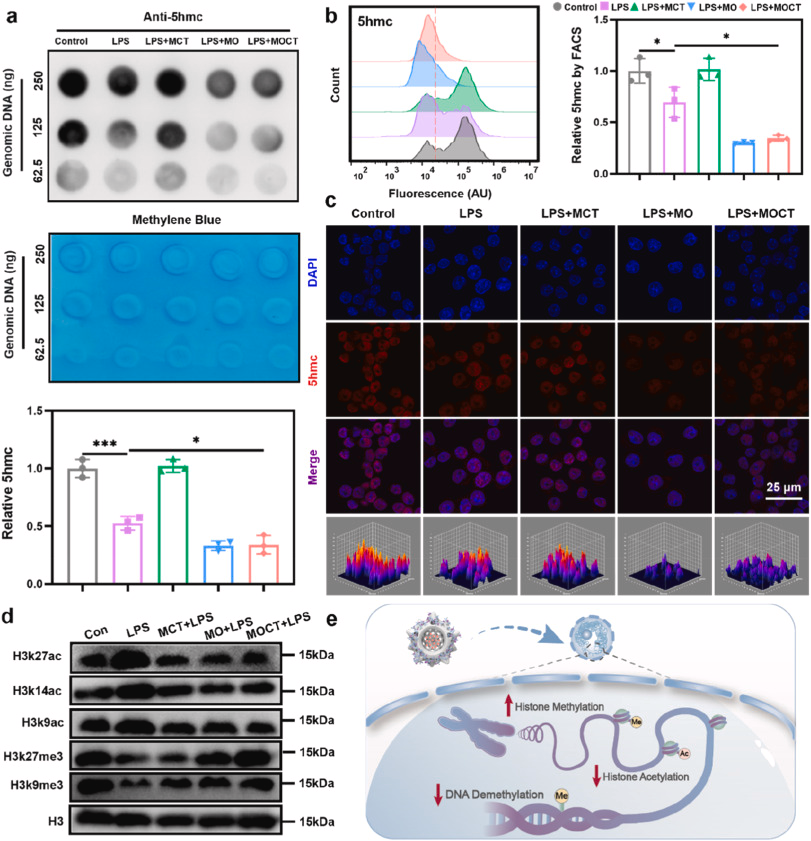 a
Anti-5hmc
Control LPS LPS+MCT LPS+MO LPS+MOCT
Genomic DNA (ng)
250
125
62.5
Methylene Blue
Genomic DNA (ng)
250
125
62.5
Relative 5hmc
1.5
1.0
0.5
0.0
***
*
b
5hmc
Count
10^2 10^3 10^4 10^5 10^6 10^7
Fluorescence (AU)
Control LPS LPS+MCT LPS+MO LPS+MOCT
Relative 5hmc by FACS
1.5
1.0
0.5
0.0
*
*
c
Control LPS LPS+MCT LPS+MO LPS+MOCT
DAPI
5hmc
Merge
25 μm
d
Con LPS MCT+LPS MO+LPS MOCT+LPS
H3k27ac 15kDa
H3k14ac 15kDa
H3k9ac 15kDa
H3k27me3 15kDa
H3k9me3 15kDa
H3 15kDa
e
Histone Methylation
Me
Ac
Histone Acetylation
DNA Demethylation
Me